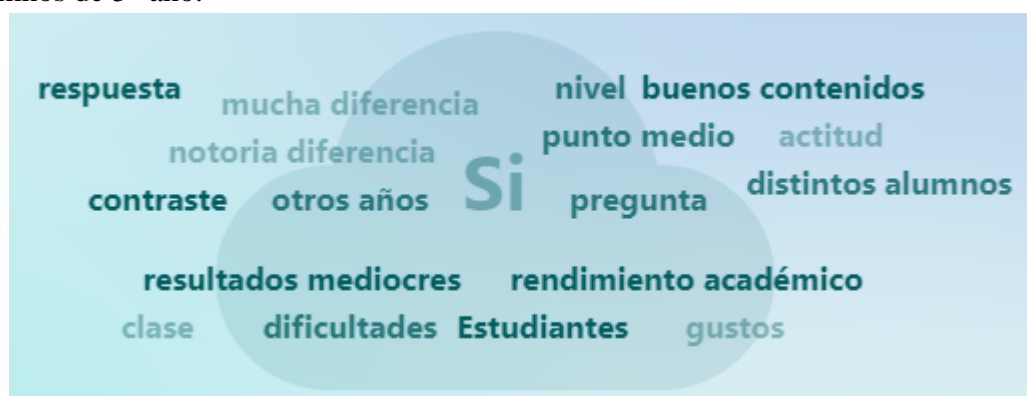 respuesta
mucha diferencia
nivel buenos contenidos
punto medio actitud
notoria diferencia
Si
distintos alumnos
contraste otros años
pregunta
resultados mediocres rendimiento académico
clase dificultades Estudiantes gustos